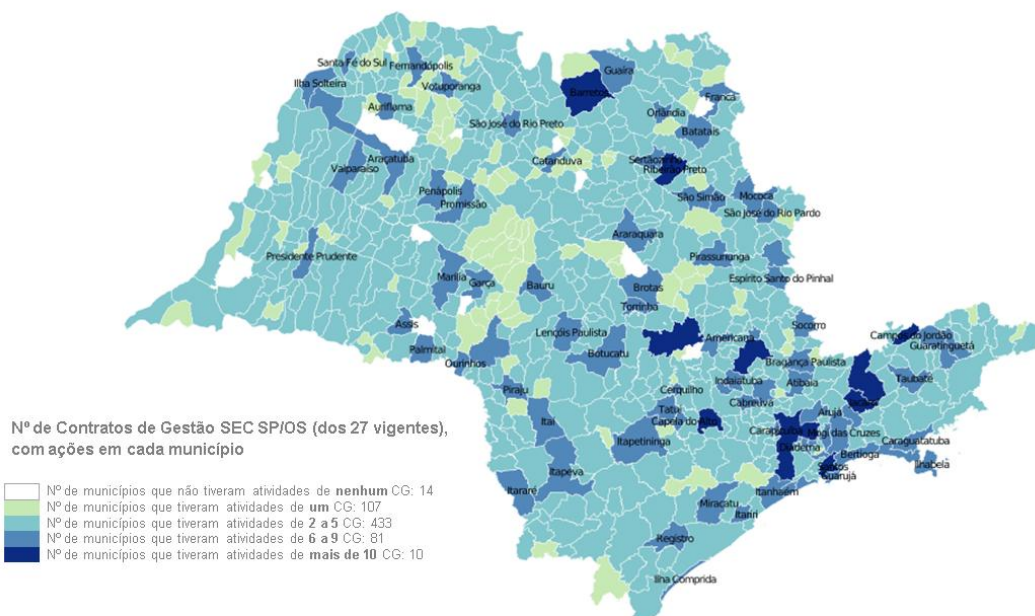 Santa Fé do Sul
Fernandópolis
Guaíra
Ilha Solteira
Votuporanga
Barretos
Franca
Auriflama
Orlândia
São José do Rio Preto
Batatais
Araçatuba
Catanduva
Sertãozinho
Valparaíso
Ribeirão Preto
Penápolis
Mococa
Promissão
São Simão
São José do Rio Pardo
Araraquara
Presidente Prudente
Pirassununga
Marília
Garça
Bauru
Brotas
Espírito Santo do Pinhal
Torrinha
Assis
Lençóis Paulista
Americana
Socorro
Campos do Jordão
Palmital
Botucatu
Guaratinguetá
Ourinhos
Bragança Paulista
Piraju
Cerquilho
Indaiatuba
Atibaia
Taubaté
Tatuí
Cabreúva
Jacareí
Itaí
Capela do Alto
Arujá
Itapetininga
Carapicuíba
Mogi das Cruzes
Caraguatatuba
Diadema
Bertioga
Itapeva
Santos
Ilhabela
Guarujá
Itararé
Itanhaém
Miracatu
Itariri
Registro
Ilha Comprida
Nº de Contratos de Gestão SEC SP/OS (dos 27 vigentes),
com ações em cada município
Nº de municípios que não tiveram atividades de nenhum CG: 14
Nº de municípios que tiveram atividades de um CG: 107
Nº de municípios que tiveram atividades de 2 a 5 CG: 433
Nº de municípios que tiveram atividades de 6 a 9 CG: 81
Nº de municípios que tiveram atividades de mais de 10 CG: 10